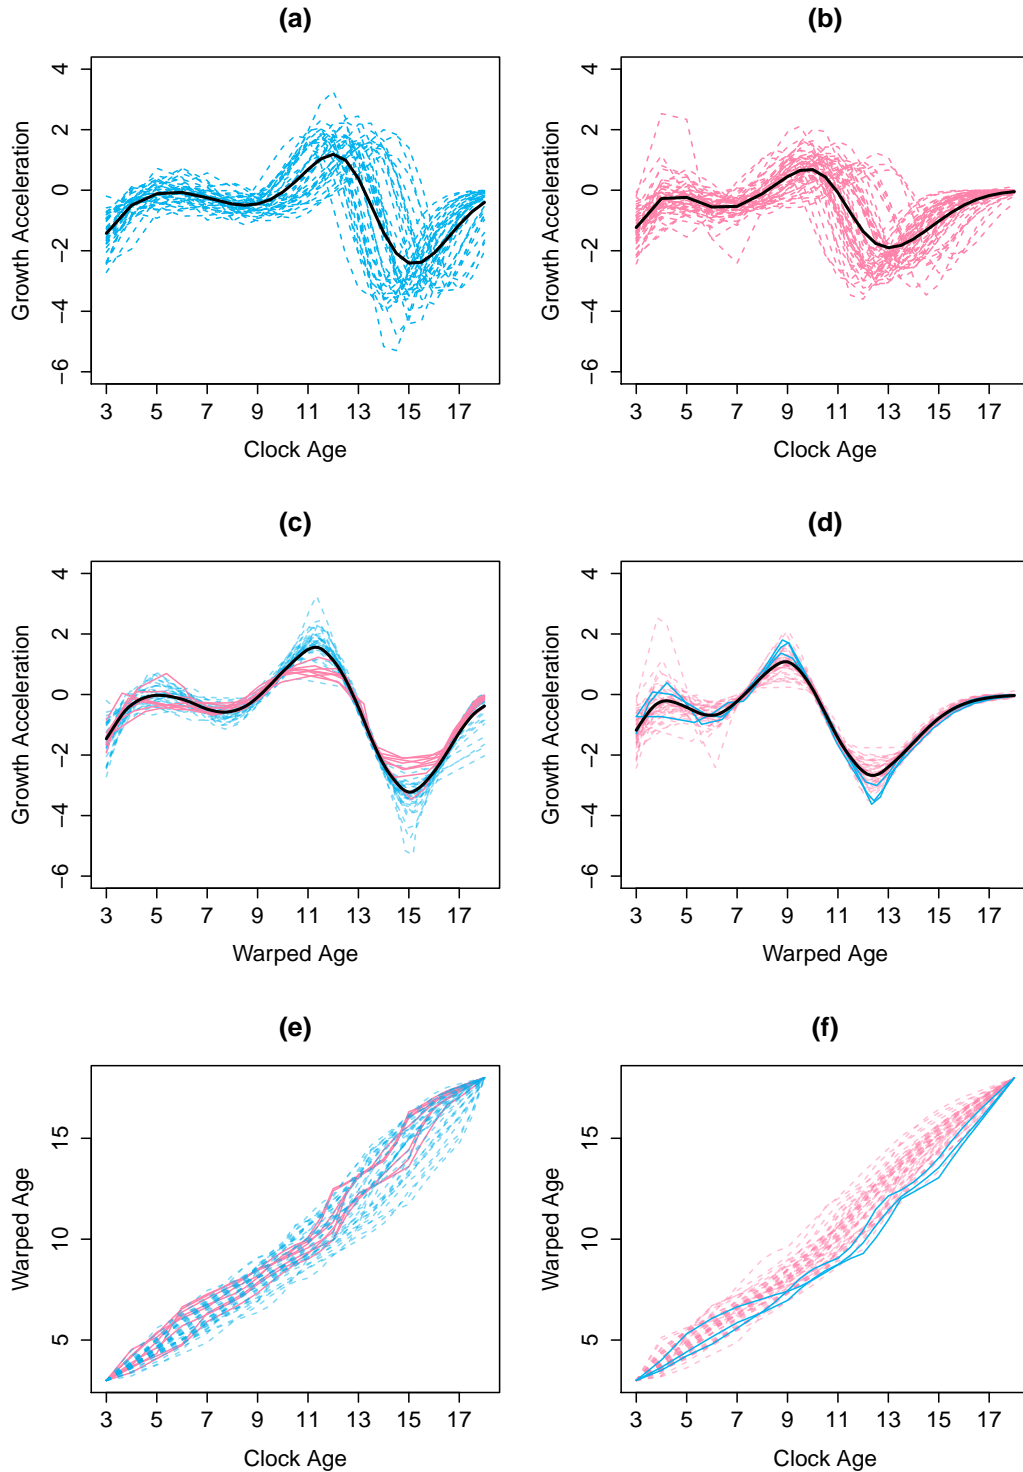 (a)
Growth Acceleration
4
2
0
−2
−4
−6
3 5 7 9 11 13 15 17
Clock Age
(b)
Growth Acceleration
4
2
0
−2
−4
−6
3 5 7 9 11 13 15 17
Clock Age
(c)
Growth Acceleration
4
2
0
−2
−4
−6
3 5 7 9 11 13 15 17
Warped Age
(d)
Growth Acceleration
4
2
0
−2
−4
−6
3 5 7 9 11 13 15 17
Warped Age
(e)
Warped Age
15
10
5
3 5 7 9 11 13 15 17
Clock Age
(f)
Warped Age
15
10
5
3 5 7 9 11 13 15 17
Clock Age